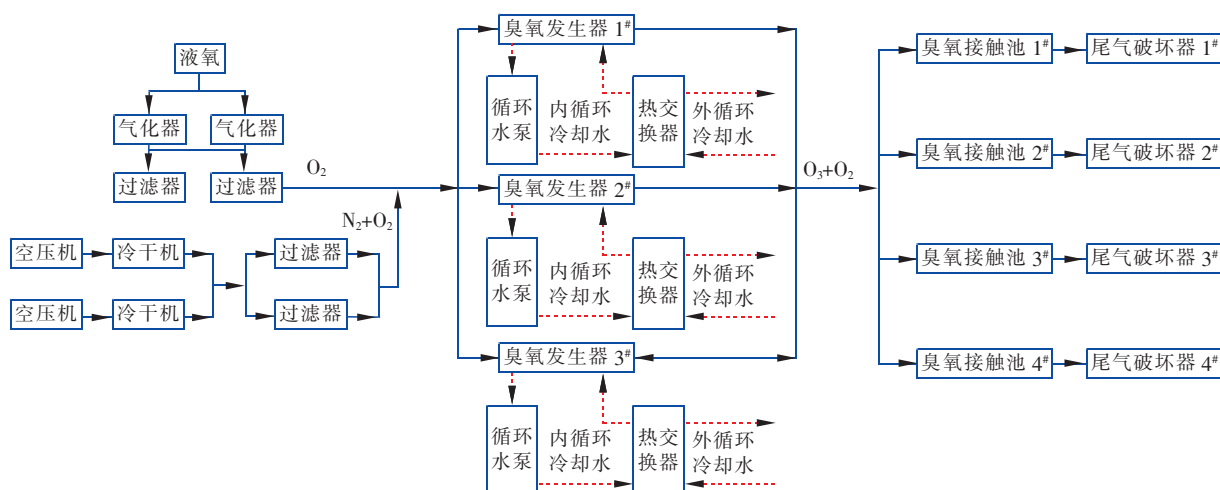 液氧
气化器
气化器
过滤器
过滤器
O₂
N₂+O₂
空压机
冷干机
过滤器
空压机
冷干机
过滤器
臭氧发生器 1#
循环
水泵
内循环
冷却水
热交
换器
外循环
冷却水
臭氧发生器 2#
循环
水泵
内循环
冷却水
热交
换器
外循环
冷却水
臭氧发生器 3#
循环
水泵
内循环
冷却水
热交
换器
外循环
冷却水
O₃+O₂
臭氧接触池 1#
尾气破坏器 1#
臭氧接触池 2#
尾气破坏器 2#
臭氧接触池 3#
尾气破坏器 3#
臭氧接触池 4#
尾气破坏器 4#